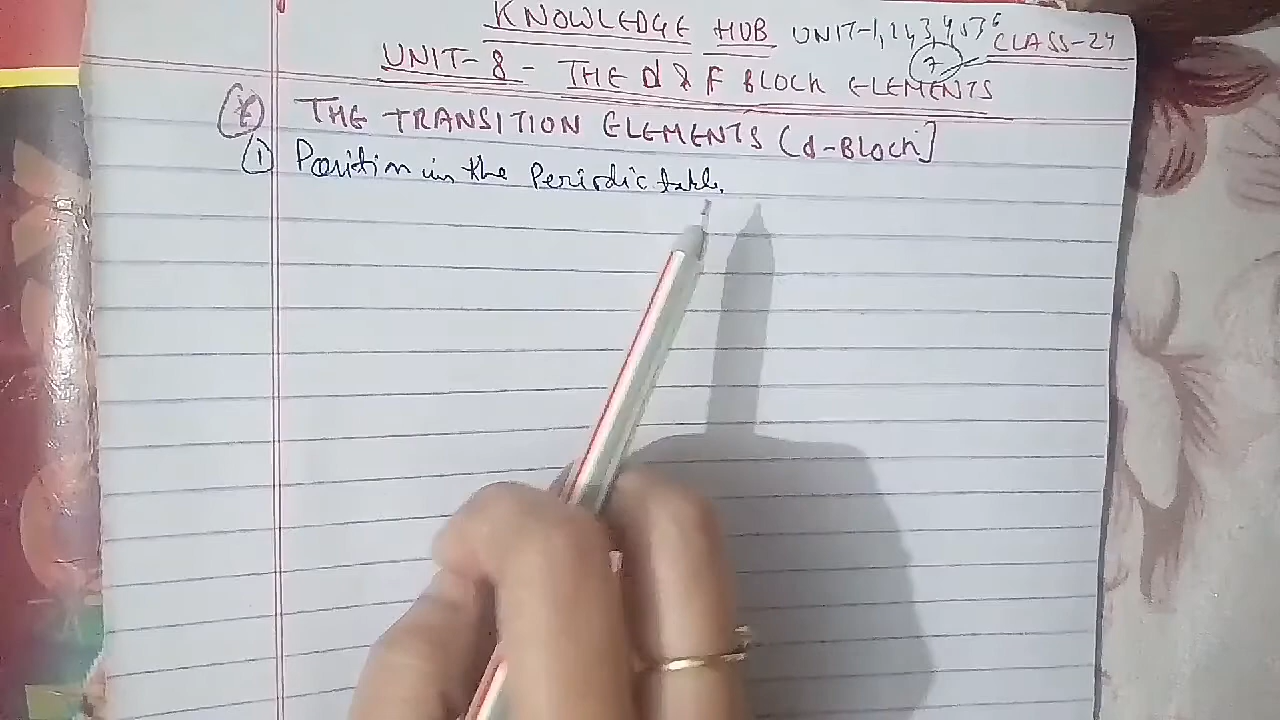 KNOWLEDGE HUB UNIT-1,2,3,4,5,6 CLASS-24
7
UNIT-8 - THE d & F BLOCK ELEMENTS
* THE TRANSITION ELEMENTS (d-BLOCK]
1 Position in the Periodic table.